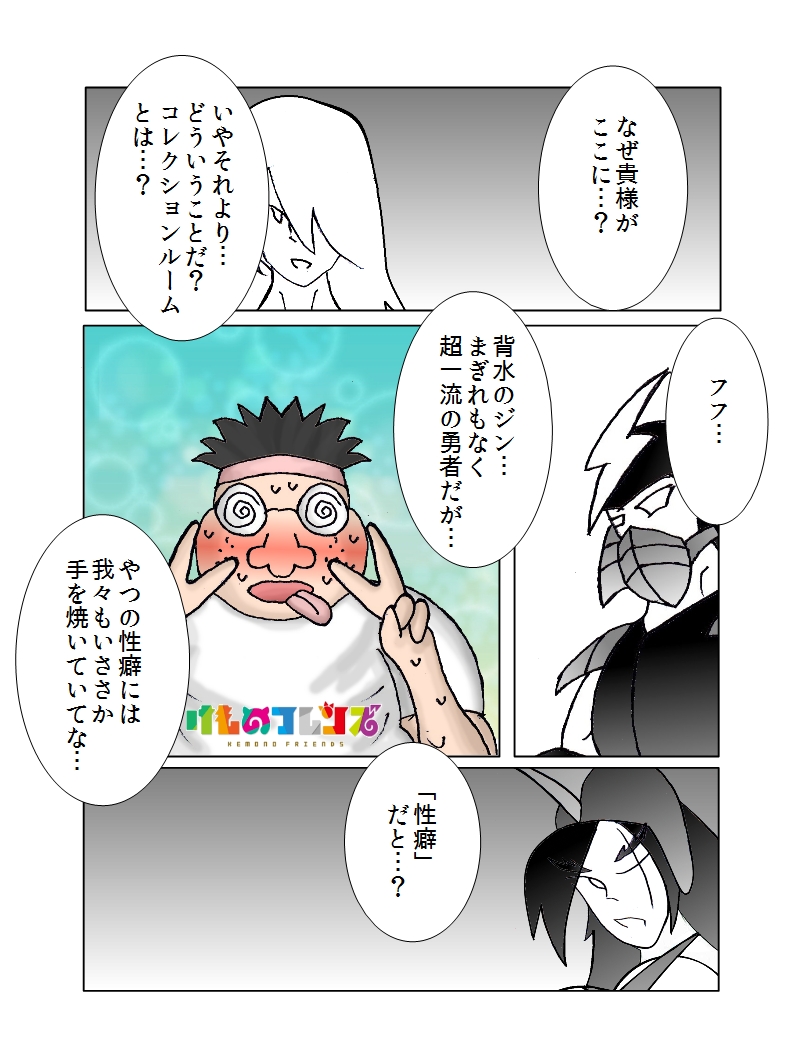 なぜ貴様が
ここに…?
いやそれより…
どういうことだ?
コレクションルーム
とは…?
フフ…
背水のジン…
まぎれもなく
超一流の勇者だが…
やつの性癖には
我々もいささか
手を焼いていてな…
けものフレンズ
KEMONO FRIENDS
「性癖」
だと…?